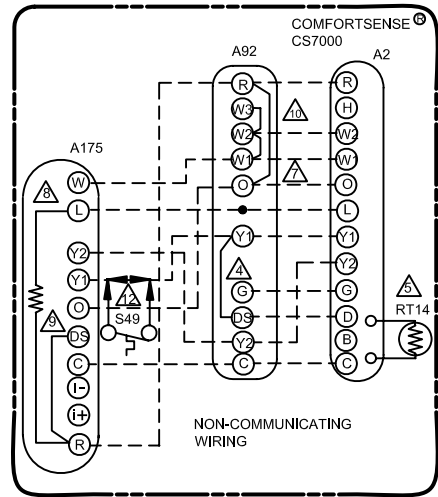 COMFORTSENSE ®
CS7000
A92
A2
A175
R
W3
W2
W1
O
Y1
G
DS
Y2
C
10
7
4
R
H
W2
W1
O
L
Y1
Y2
G
D
B
C
5
RT14
8
W
L
Y2
Y1
O
DS
C
I-
i+
R
9
12
S49
NON-COMMUNICATING
WIRING